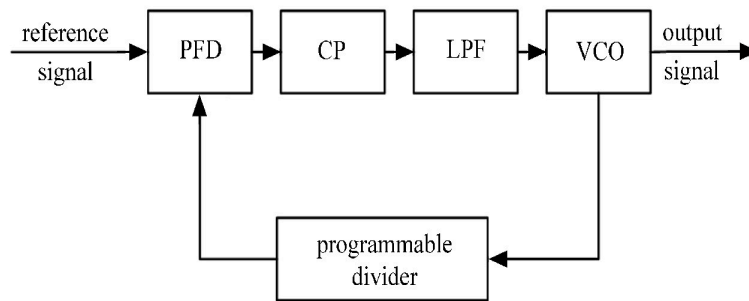 reference
signal
PFD
CP
LPF
VCO
output
signal
programmable
divider